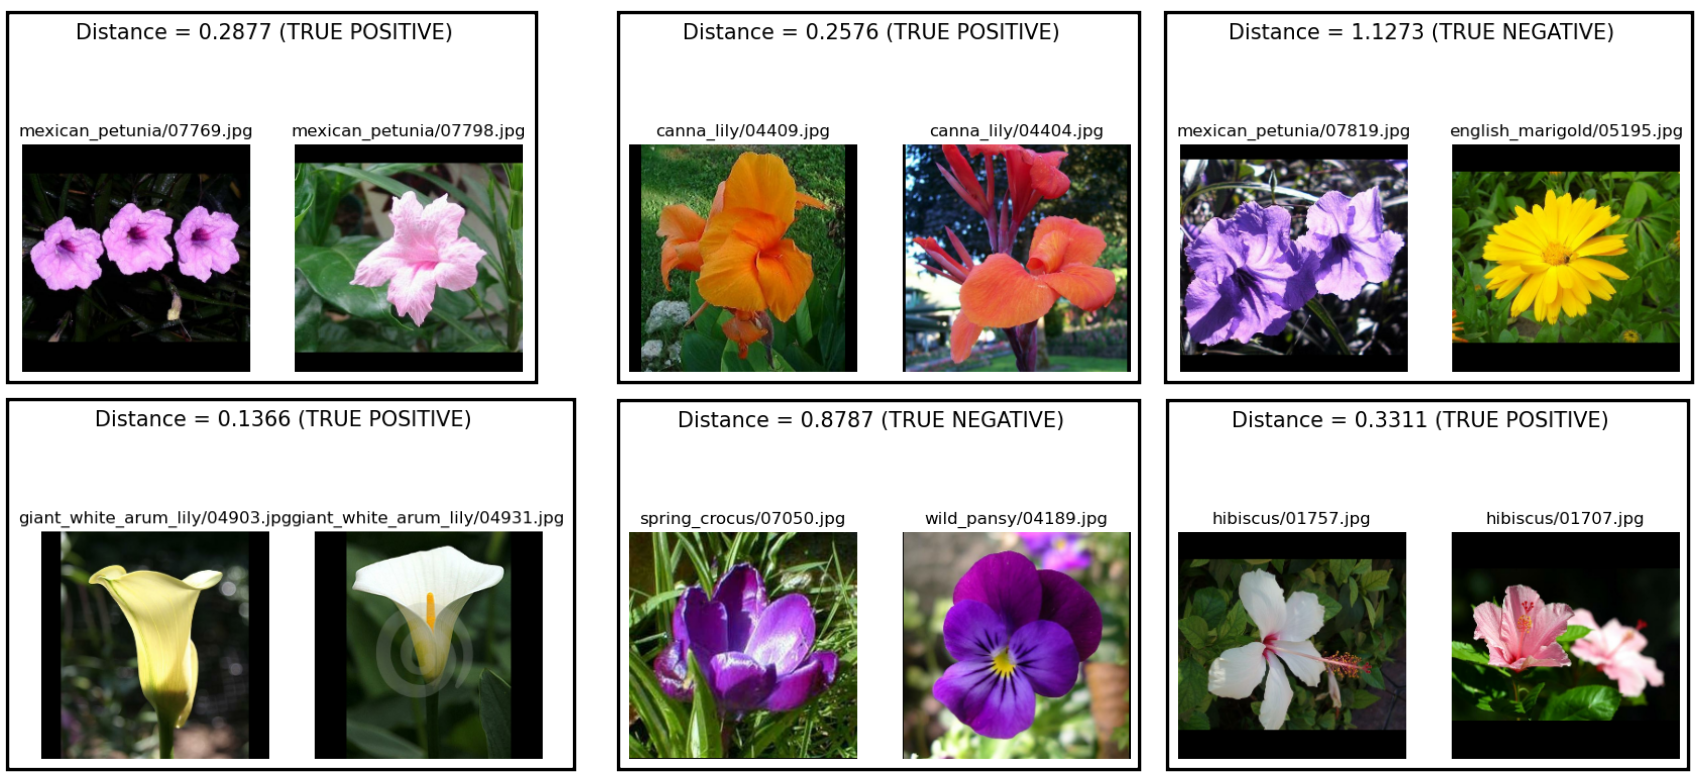 Distance = 0.2877 (TRUE POSITIVE)
mexican_petunia/07769.jpg
mexican_petunia/07798.jpg
Distance = 0.2576 (TRUE POSITIVE)
canna_lily/04409.jpg
canna_lily/04404.jpg
Distance = 1.1273 (TRUE NEGATIVE)
mexican_petunia/07819.jpg
english_marigold/05195.jpg
Distance = 0.1366 (TRUE POSITIVE)
giant_white_arum_lily/04903.jpg
giant_white_arum_lily/04931.jpg
Distance = 0.8787 (TRUE NEGATIVE)
spring_crocus/07050.jpg
wild_pansy/04189.jpg
Distance = 0.3311 (TRUE POSITIVE)
hibiscus/01757.jpg
hibiscus/01707.jpg